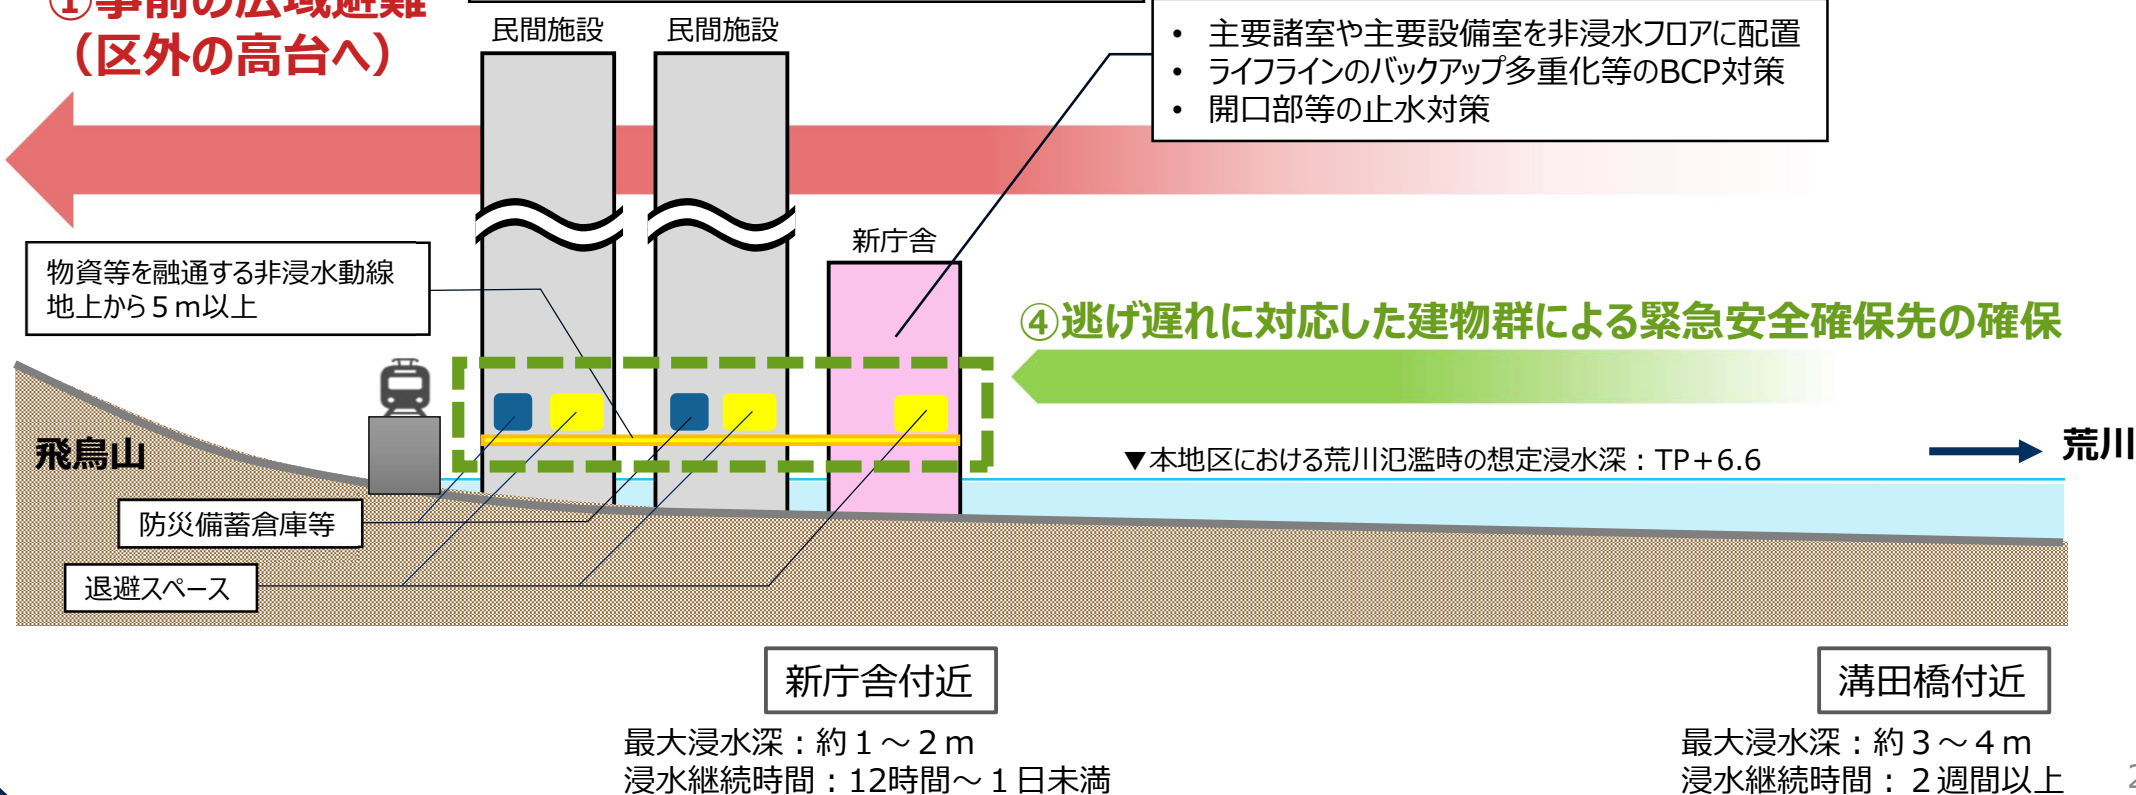 ①事前の広域避難
（区外の高台へ）
民間施設
民間施設
• 主要諸室や主要設備室を非浸水フロアに配置
• ライフラインのバックアップ多重化等のBCP対策
• 開口部等の止水対策
新庁舎
物資等を融通する非浸水動線
地上から５ｍ以上
④逃げ遅れに対応した建物群による緊急安全確保先の確保
飛鳥山
▼本地区における荒川氾濫時の想定浸水深：TP＋6.6
荒川
防災備蓄倉庫等
退避スペース
新庁舎付近
最大浸水深：約１～２ｍ
浸水継続時間：12時間～１日未満
溝田橋付近
最大浸水深：約３～４ｍ
浸水継続時間：２週間以上